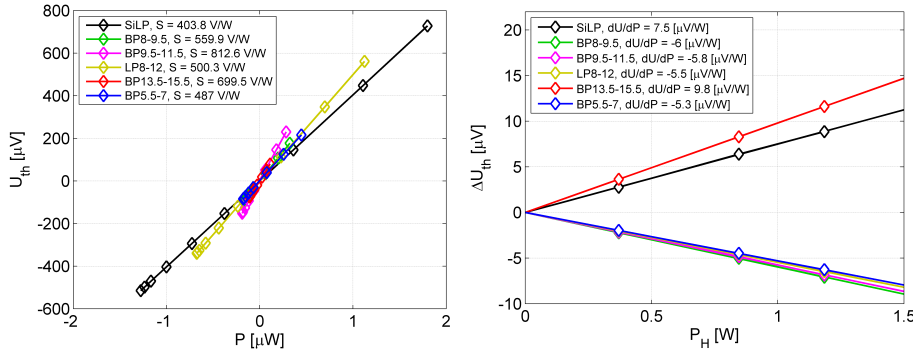 SiLP, S = 403.8 V/W
BP8-9.5, S = 559.9 V/W
BP9.5-11.5, S = 812.6 V/W
LP8-12, S = 500.3 V/W
BP13.5-15.5, S = 699.5 V/W
BP5.5-7, S = 487 V/W
800
600
400
200
0
-200
-400
-600
U_th [µV]
-2
-1
0
1
2
P [µW]
SiLP, dU/dP = 7.5 [µV/W]
BP8-9.5, dU/dP = -6 [µV/W]
BP9.5-11.5, dU/dP = -5.8 [µV/W]
LP8-12, dU/dP = -5.5 [µV/W]
BP13.5-15.5, dU/dP = 9.8 [µV/W]
BP5.5-7, dU/dP = -5.3 [µV/W]
20
15
10
5
0
-5
-10
ΔU_th [µV]
0
0.5
1
1.5
P_H [W]